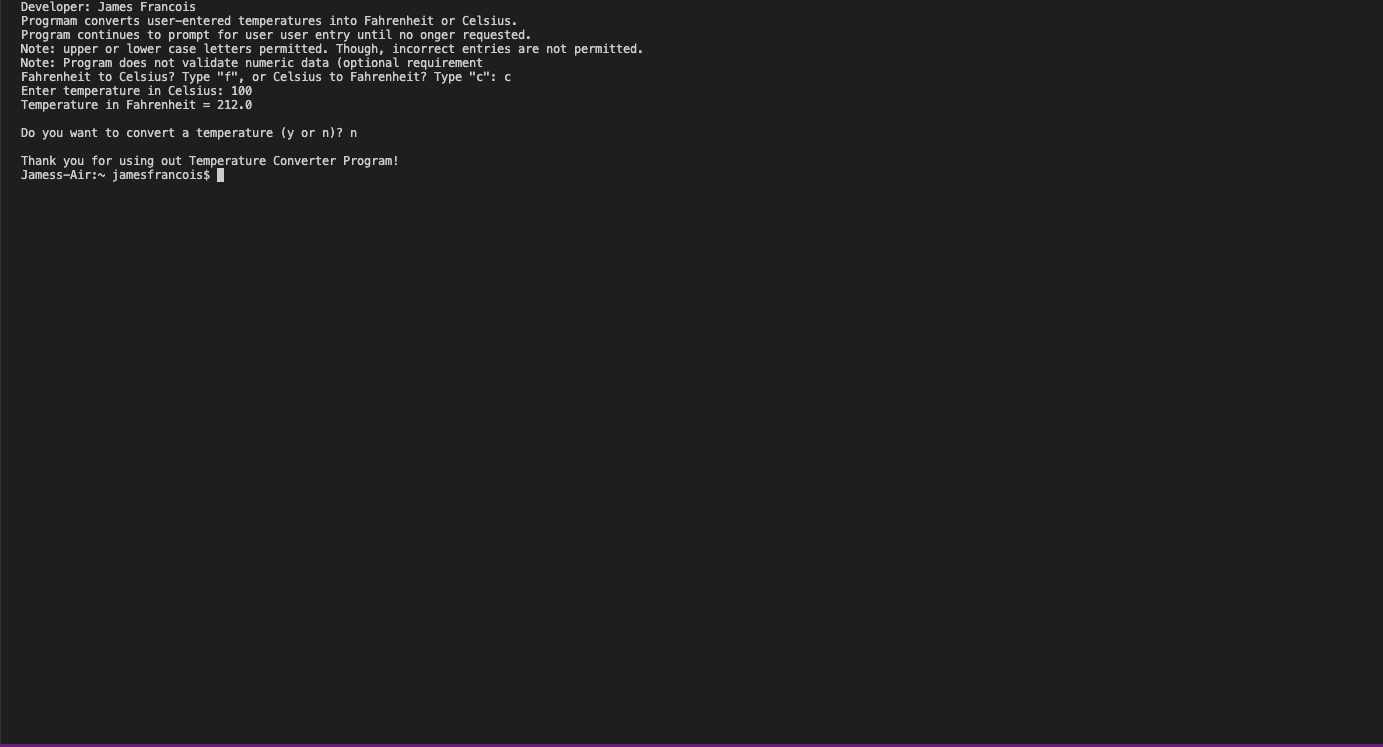 Developer: James Francois
Progrmam converts user-entered temperatures into Fahrenheit or Celsius.
Program continues to prompt for user user entry until no onger requested.
Note: upper or lower case letters permitted. Though, incorrect entries are not permitted.
Note: Program does not validate numeric data (optional requirement
Fahrenheit to Celsius? Type "f", or Celsius to Fahrenheit? Type "c": c
Enter temperature in Celsius: 100
Temperature in Fahrenheit = 212.0
Do you want to convert a temperature (y or n)? n
Thank you for using out Temperature Converter Program!
Jamess-Air:~ jamesfrancois$